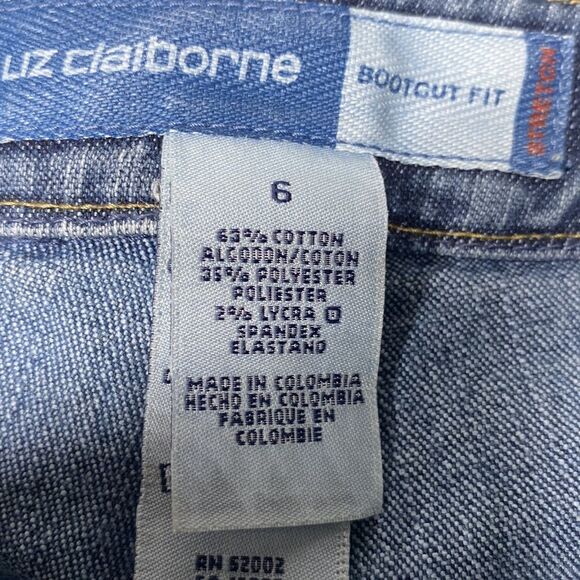 LIZ claiborne
BOOTCUT FIT
STRETCH
6
63% COTTON
ALGODON/COTON
35% POLYESTER
POLIESTER
2% LYCRA
SPANDEX
ELASTANO
MADE IN COLOMBIA
HECHO EN COLOMBIA
FABRIQUE EN
COLOMBIE
RN 52002